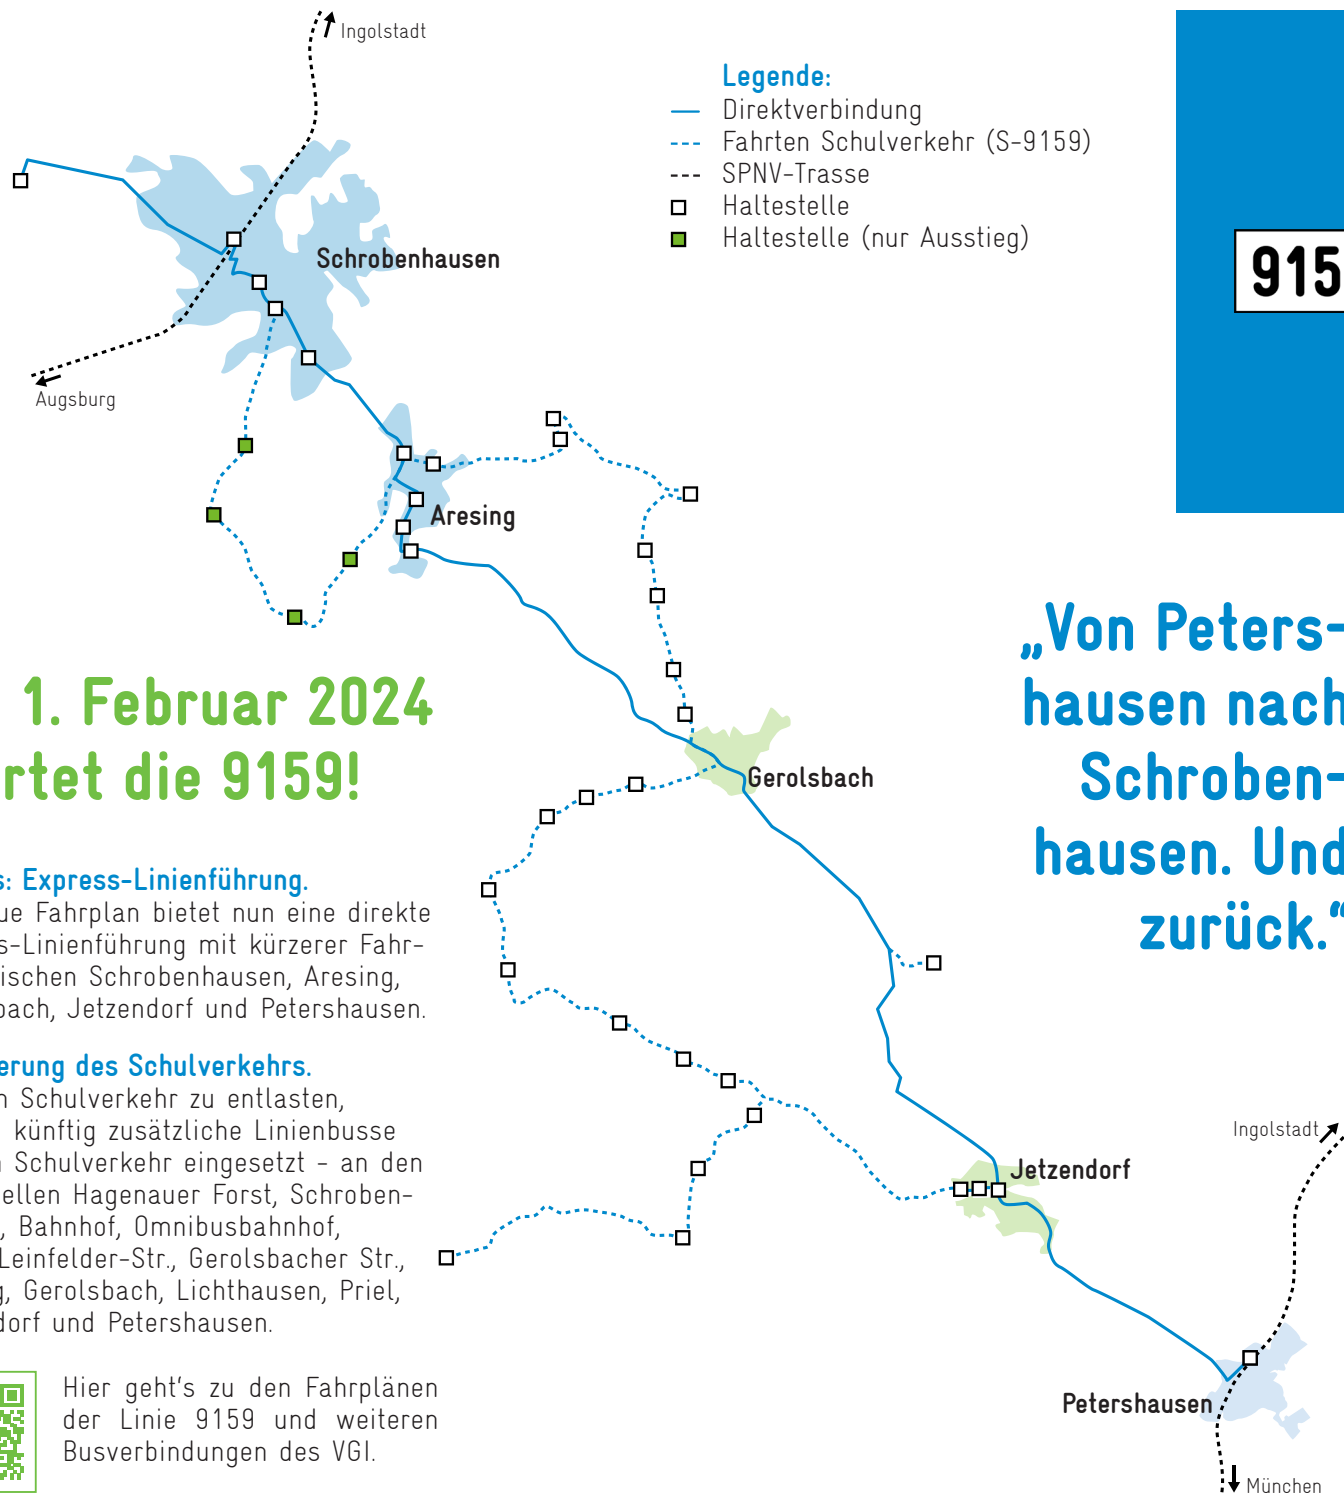 Ingolstadt
Legende:
Direktverbindung
Fahrten Schulverkehr (S-9159)
SPNV-Trasse
Haltestelle
Haltestelle (nur Ausstieg)
915
Schrobenhausen
Augsburg
Aresing
„Von Peters-
hausen nach
Schroben-
hausen. Und
zurück.“
1. Februar 2024
rtet die 9159!
Gerolsbach
s: Express-Linienführung.
ue Fahrplan bietet nun eine direkte
s-Linienführung mit kürzerer Fahr-
ischen Schrobenhausen, Aresing,
bach, Jetzendorf und Petershausen.
erung des Schulverkehrs.
n Schulverkehr zu entlasten,
künftig zusätzliche Linienbusse
n Schulverkehr eingesetzt - an den
ellen Hagenauer Forst, Schroben-
, Bahnhof, Omnibusbahnhof,
Leinfelder-Str., Gerolsbacher Str.,
g, Gerolsbach, Lichthausen, Priel,
dorf und Petershausen.
Ingolstadt
Jetzendorf
Hier geht's zu den Fahrplänen
der Linie 9159 und weiteren
Busverbindungen des VGI.
Petershausen
München